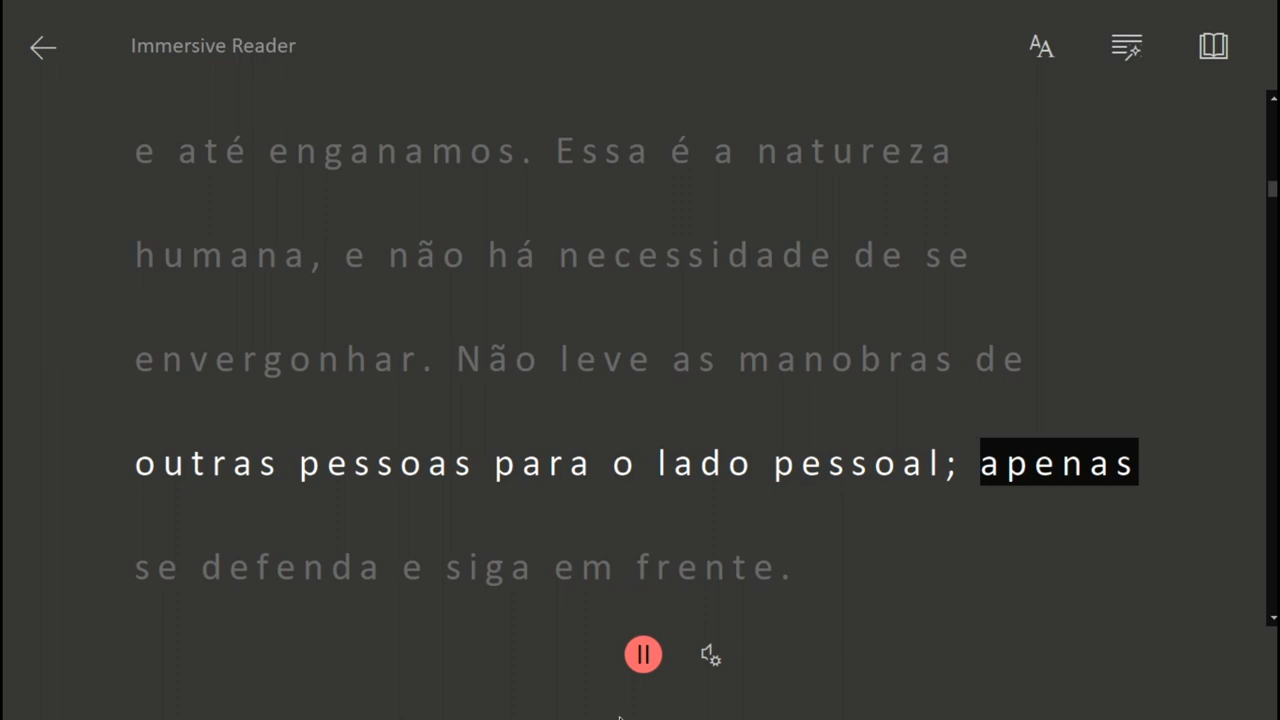 Immersive Reader
e até enganamos. Essa é a natureza
humana, e não há necessidade de se
envergonhar. Não leve as manobras de
outras pessoas para o lado pessoal; apenas
se defenda e siga em frente.